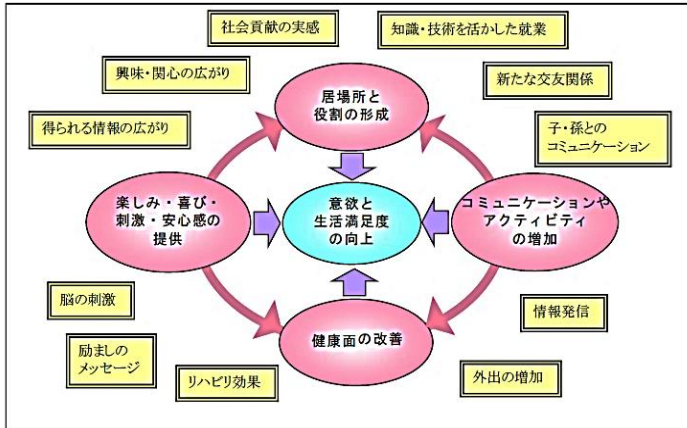 社会貢献の実感
知識・技術を活かした就業
興味・関心の広がり
新たな交友関係
居場所と
役割の形成
得られる情報の広がり
子・孫との
コミュニケーション
楽しみ・喜び・
刺激・安心感の
提供
意欲と
生活満足度
の向上
コミュニケーションや
アクティビティ
の増加
脳の刺激
情報発信
健康面の改善
励ましの
メッセージ
リハビリ効果
外出の増加